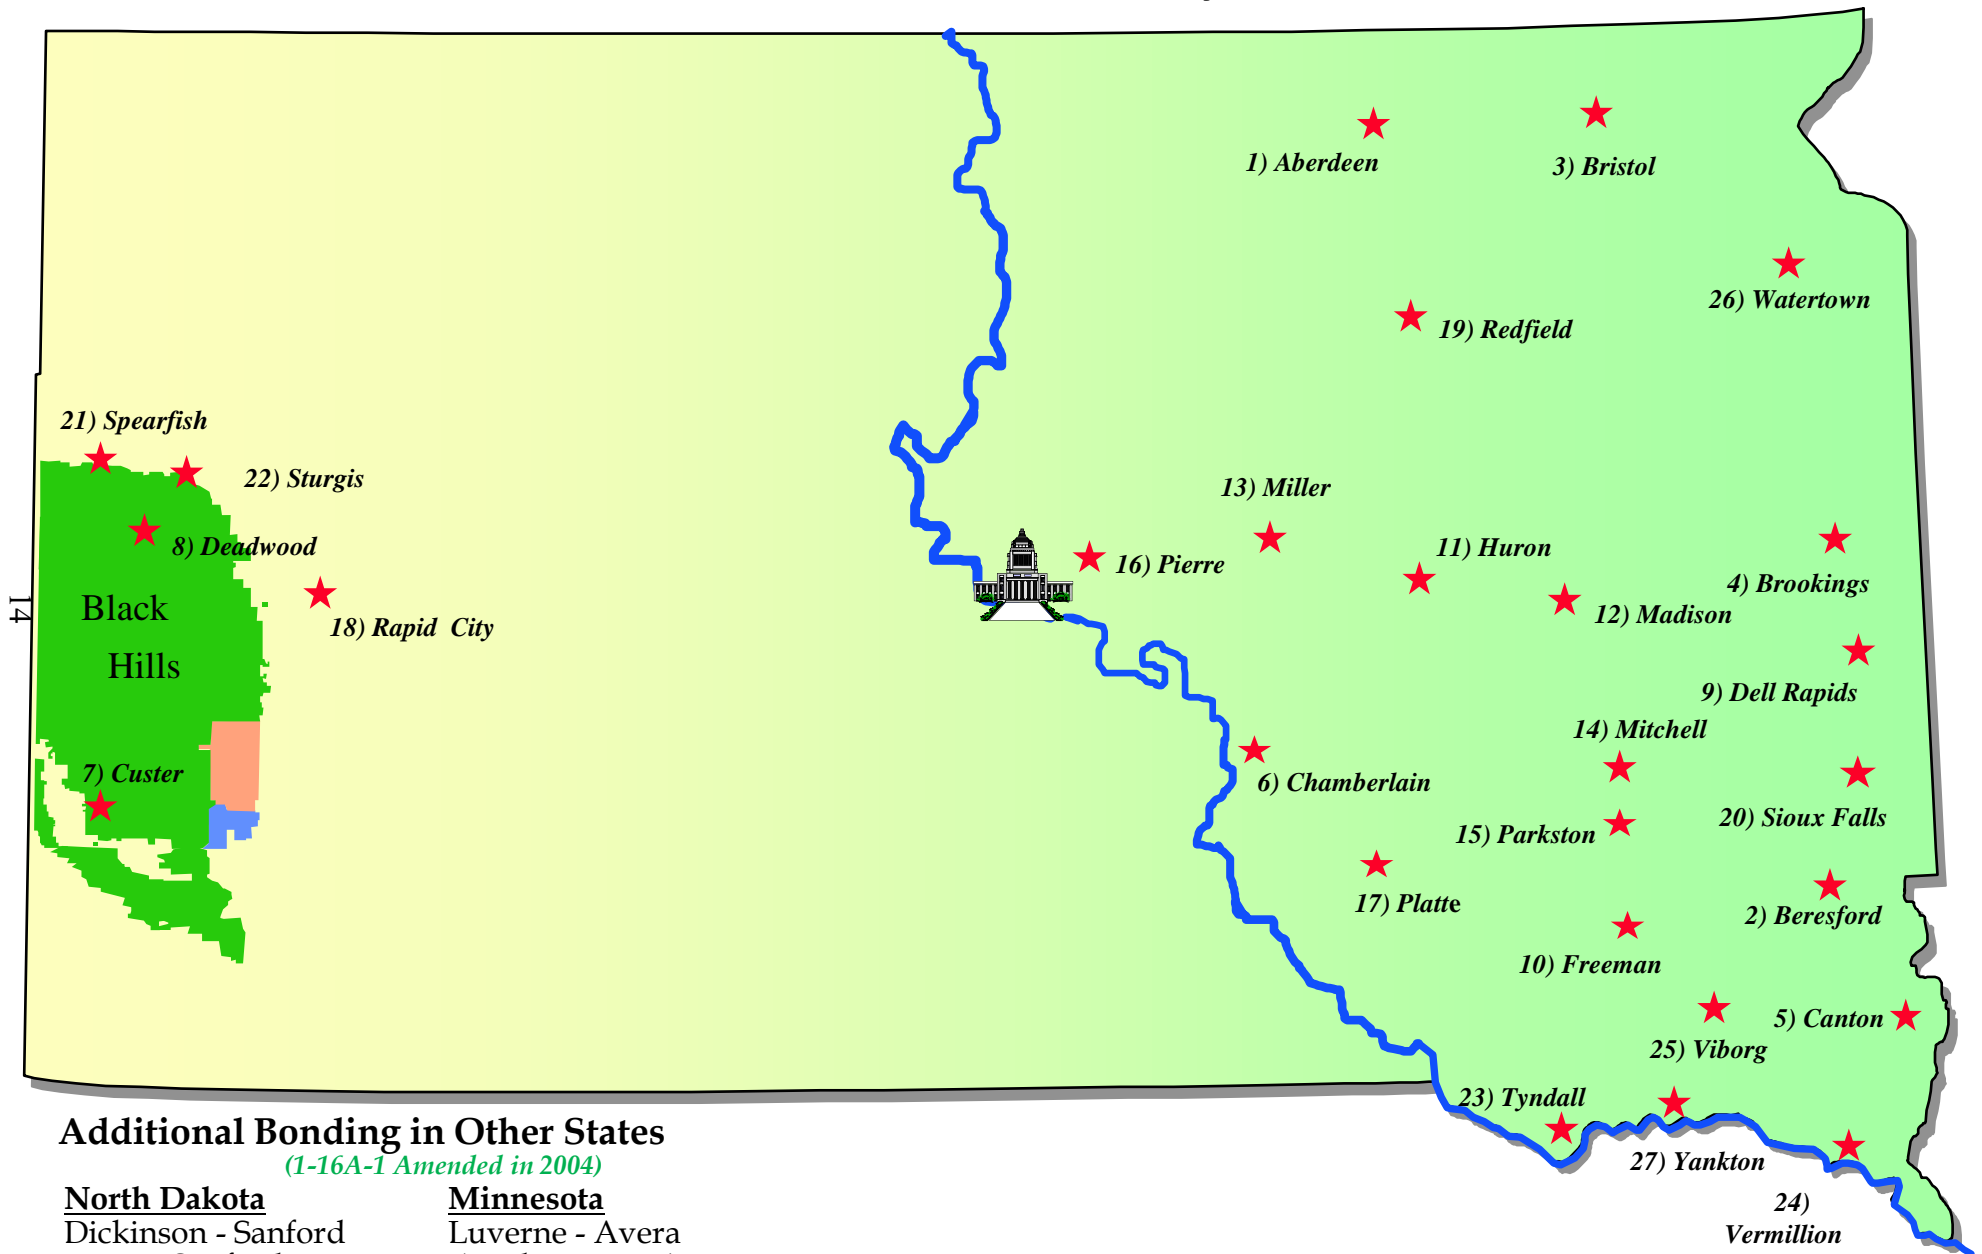 1) Aberdeen
3) Bristol
26) Watertown
19) Redfield
21) Spearfish
22) Sturgis
13) Miller
8) Deadwood
11) Huron
16) Pierre
4) Brookings
Black
12) Madison
14
18) Rapid City
Hills
9) Dell Rapids
14) Mitchell
7) Custer
6) Chamberlain
20) Sioux Falls
15) Parkston
17) Platte
2) Beresford
10) Freeman
5) Canton
25) Viborg
23) Tyndall
27) Yankton
24)
Vermillion
Additional Bonding in Other States
(1-16A-1 Amended in 2004)
North Dakota
Minnesota
Dickinson - Sanford
Luverne - Avera